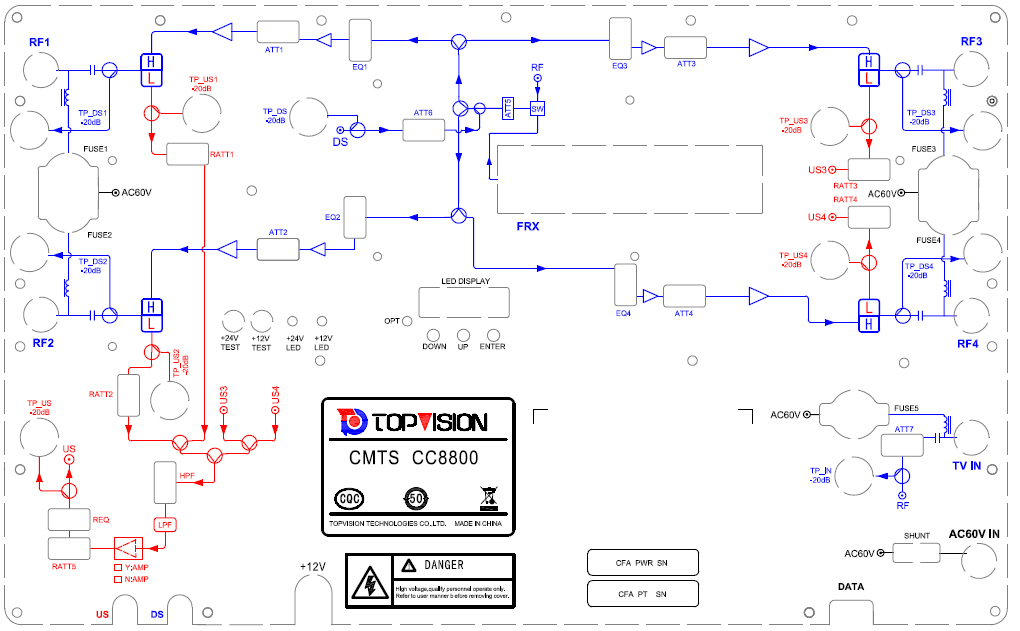 RF1
ATT1
EQ1
EQ3
ATT3
RF3
H
L
TP_US1
-20dB
TP_DS1
-20dB
TP_DS
-20dB
DS
ATT6
ATT5
RF
SW
H
L
TP_US3
-20dB
TP_DS3
-20dB
FUSE1
RATT1
US3
RATT3
FUSE3
AC60V
FRX
AC60V
RATT4
US4
FUSE2
EQ2
ATT2
FUSE4
TP_DS2
-20dB
TP_US4
-20dB
TP_DS4
-20dB
LED DISPLAY
EQ4
ATT4
H
L
L
H
RF2
RF4
OPT
DOWN
UP
ENTER
+24V
TEST
+12V
TEST
+24V
LED
+12V
LED
TP_US2
-20dB
RATT2
US3
US4
TP_US
-20dB
US
HPF
REQ
LPF
RATT5
Y;AMP
N;AMP
TOPVISION
CMTS CC8800
CQC
50
TOPVISION TECHNOLOGIES CO.,LTD. MADE IN CHINA
AC60V
FUSE5
ATT7
TV IN
TP_IN
-20dB
RF
AC60V
SHUNT
AC60V IN
+12V
DANGER
High voltage,quality personnel operate only.
Refer to user manner before removing cover.
CFA PWR SN
CFA PT SN
DATA
US
DS